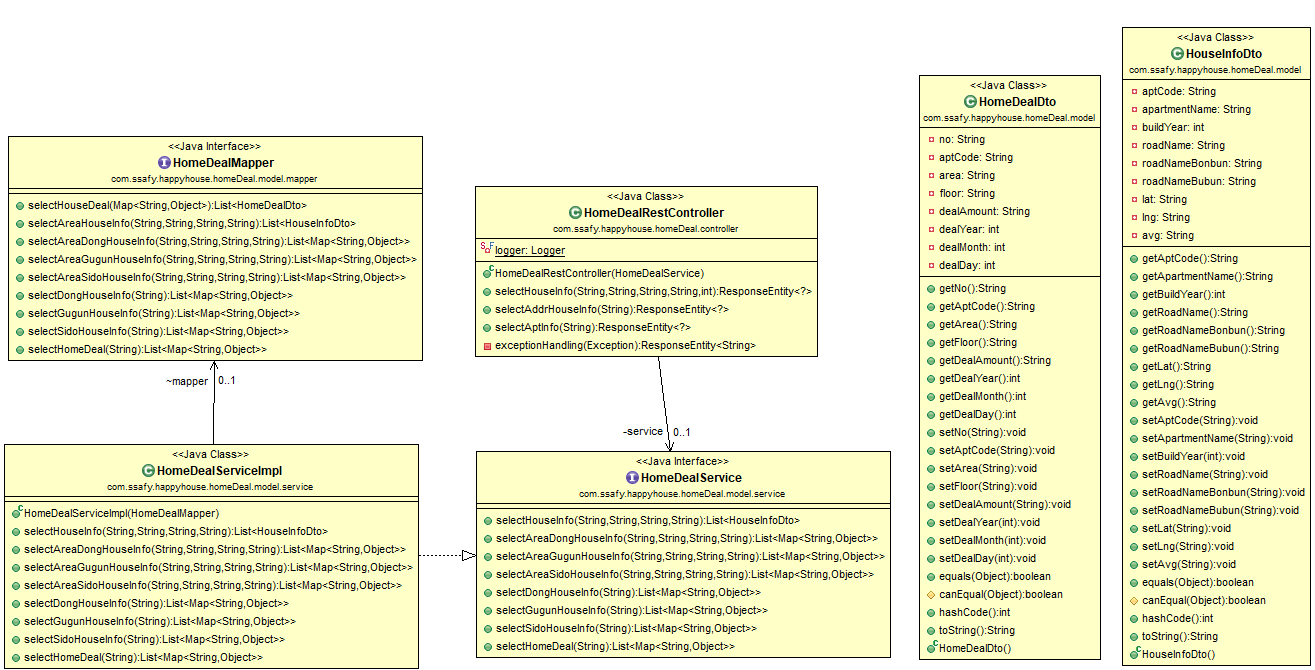 <<Java Interface>>
HomeDealMapper
com.ssafy.happyhouse.homeDeal.model.mapper
selectHouseDeal(Map<String,Object>):List<HomeDealDto>
selectAreaHouseInfo(String,String,String,String):List<HouseInfoDto>
selectAreaDongHouseInfo(String,String,String,String):List<Map<String,Object>>
selectAreaGugunHouseInfo(String,String,String,String):List<Map<String,Object>>
selectAreaSidoHouseInfo(String,String,String,String):List<Map<String,Object>>
selectDongHouseInfo(String):List<Map<String,Object>>
selectGugunHouseInfo(String):List<Map<String,Object>>
selectSidoHouseInfo(String):List<Map<String,Object>>
selectHomeDeal(String):List<Map<String,Object>>
~mapper 0..1
<<Java Class>>
HomeDealServiceImpl
com.ssafy.happyhouse.homeDeal.model.service
HomeDealServiceImpl(HomeDealMapper)
selectHouseInfo(String,String,String,String):List<HouseInfoDto>
selectAreaDongHouseInfo(String,String,String,String):List<Map<String,Object>>
selectAreaGugunHouseInfo(String,String,String,String):List<Map<String,Object>>
selectAreaSidoHouseInfo(String,String,String,String):List<Map<String,Object>>
selectDongHouseInfo(String):List<Map<String,Object>>
selectGugunHouseInfo(String):List<Map<String,Object>>
selectSidoHouseInfo(String):List<Map<String,Object>>
selectHomeDeal(String):List<Map<String,Object>>
<<Java Class>>
HomeDealRestController
com.ssafy.happyhouse.homeDeal.controller
logger: Logger
HomeDealRestController(HomeDealService)
selectHouseInfo(String,String,String,String,int):ResponseEntity<?>
selectAddrHouseInfo(String):ResponseEntity<?>
selectAptInfo(String):ResponseEntity<?>
exceptionHandling(Exception):ResponseEntity<String>
-service 0..1
<<Java Interface>>
HomeDealService
com.ssafy.happyhouse.homeDeal.model.service
selectHouseInfo(String,String,String,String):List<HouseInfoDto>
selectAreaDongHouseInfo(String,String,String,String):List<Map<String,Object>>
selectAreaGugunHouseInfo(String,String,String,String):List<Map<String,Object>>
selectAreaSidoHouseInfo(String,String,String,String):List<Map<String,Object>>
selectDongHouseInfo(String):List<Map<String,Object>>
selectGugunHouseInfo(String):List<Map<String,Object>>
selectSidoHouseInfo(String):List<Map<String,Object>>
selectHomeDeal(String):List<Map<String,Object>>
<<Java Class>>
HomeDealDto
com.ssafy.happyhouse.homeDeal.model
no: String
aptCode: String
area: String
floor: String
dealAmount: String
dealYear: int
dealMonth: int
dealDay: int
getNo():String
getAptCode():String
getArea():String
getFloor():String
getDealAmount():String
getDealYear():int
getDealMonth():int
getDealDay():int
setNo(String):void
setAptCode(String):void
setArea(String):void
setFloor(String):void
setDealAmount(String):void
setDealYear(int):void
setDealMonth(int):void
setDealDay(int):void
equals(Object):boolean
canEqual(Object):boolean
hashCode():int
toString():String
HomeDealDto()
<<Java Class>>
HouseInfoDto
com.ssafy.happyhouse.homeDeal.model
aptCode: String
apartmentName: String
buildYear: int
roadName: String
roadNameBonbun: String
roadNameBubun: String
lat: String
lng: String
avg: String
getAptCode():String
getApartmentName():String
getBuildYear():int
getRoadName():String
getRoadNameBonbun():String
getRoadNameBubun():String
getLat():String
getLng():String
getAvg():String
setAptCode(String):void
setApartmentName(String):void
setBuildYear(int):void
setRoadName(String):void
setRoadNameBonbun(String):void
setRoadNameBubun(String):void
setLat(String):void
setLng(String):void
setAvg(String):void
equals(Object):boolean
canEqual(Object):boolean
hashCode():int
toString():String
HouseInfoDto()